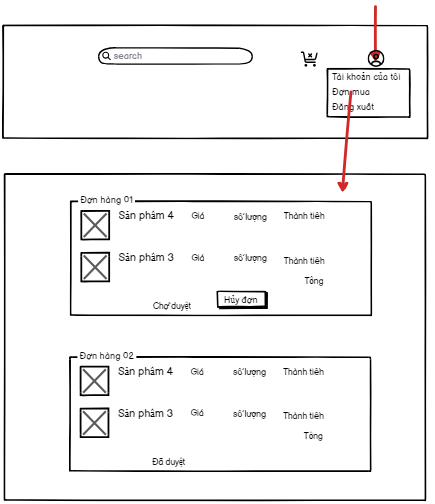 search
Tài khoản của tôi
Đơn mua
Đăng xuất
Đơn hàng 01
Sản phẩm 4 Giá số lượng Thành tiền
Sản phẩm 3 Giá số lượng Thành tiền
Tổng
Chờ duyệt Hủy đơn
Đơn hàng 02
Sản phẩm 4 Giá số lượng Thành tiền
Sản phẩm 3 Giá số lượng Thành tiền
Tổng
Đã duyệt